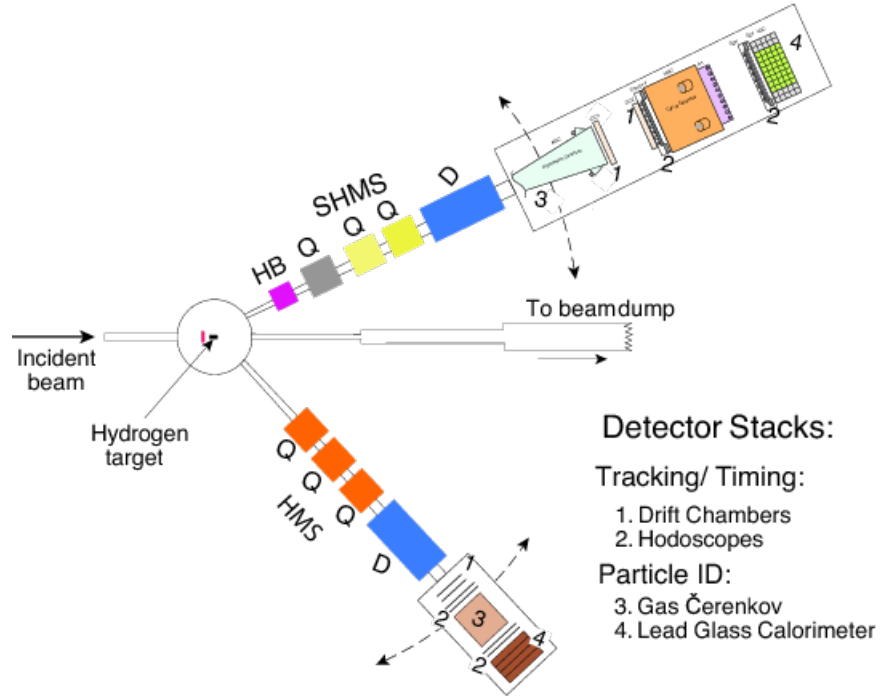 4
2
1
2
D
1
3
SHMS
Q
Q
Q
HB
To beamdump
Incident
beam
Hydrogen
target
Q
Q
Q
HMS
D
1
2
3
4
2
Detector Stacks:
Tracking/ Timing:
1. Drift Chambers
2. Hodoscopes
Particle ID:
3. Gas Čerenkov
4. Lead Glass Calorimeter